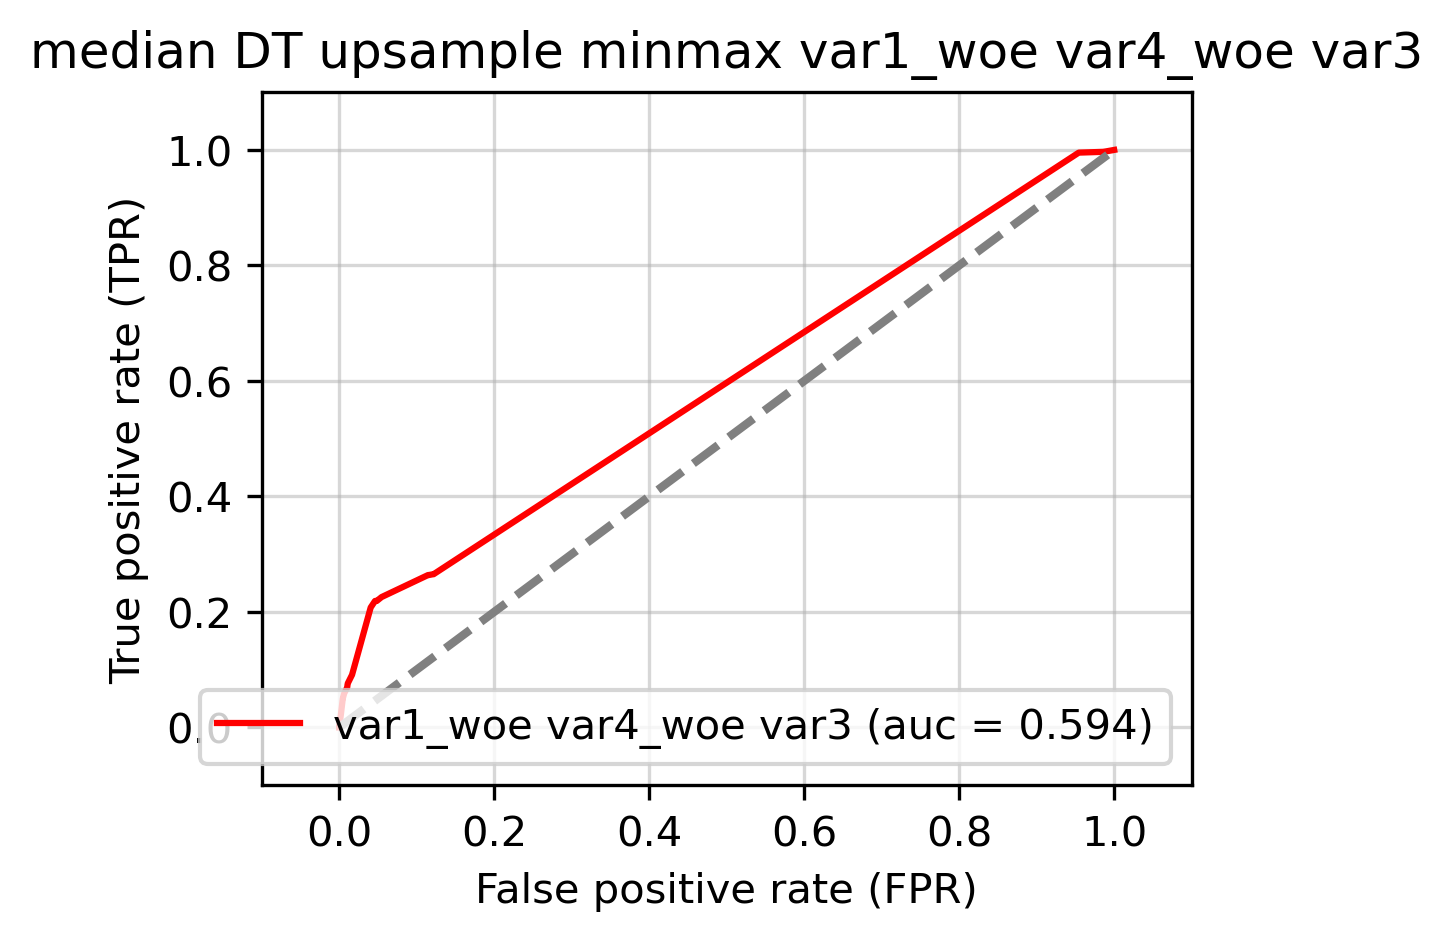 median DT upsample minmax var1_woe var4_woe var3
True positive rate (TPR)
1.0
0.8
0.6
0.4
0.2
0.0
var1_woe var4_woe var3 (auc = 0.594)
0.0 0.2 0.4 0.6 0.8 1.0
False positive rate (FPR)